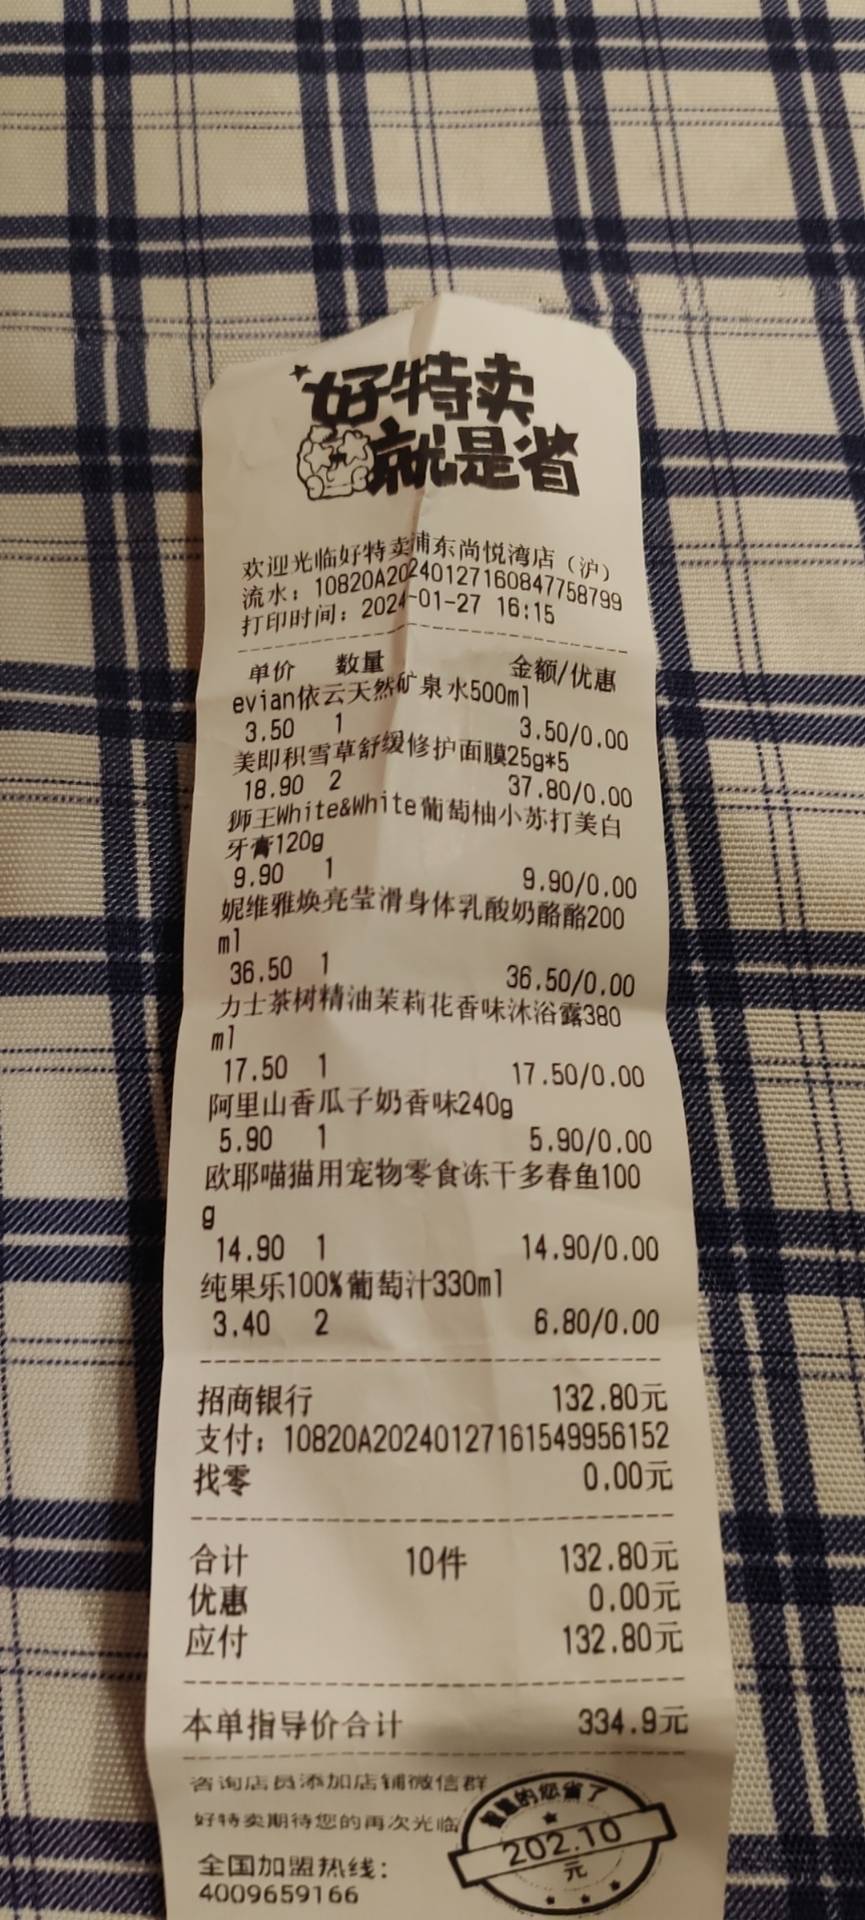 好特卖
就是省
欢迎光临好特卖浦东尚悦湾店（沪）
流水：10820A20240127160847758799
打印时间：2024-01-27 16:15
单价 数量 金额/优惠
evian依云天然矿泉水500ml
3.50 1 3.50/0.00
美即积雪草舒缓修护面膜25g*5
18.90 2 37.80/0.00
狮王White&White葡萄柚小苏打美白
牙膏120g
9.90 1 9.90/0.00
妮维雅焕亮莹滑身体乳酸奶酪酪200
ml
36.50 1 36.50/0.00
力士茶树精油茉莉花香味沐浴露380
ml
17.50 1 17.50/0.00
阿里山香瓜子奶香味240g
5.90 1 5.90/0.00
欧耶喵猫用宠物零食冻干多春鱼100
g
14.90 1 14.90/0.00
纯果乐100%葡萄汁330ml
3.40 2 6.80/0.00
招商银行 132.80元
支付：10820A20240127161549956152
找零 0.00元
合计 10件 132.80元
优惠 0.00元
应付 132.80元
本单指导价合计 334.9元
咨询店员添加店铺微信群
好特卖期待您的再次光临
全国加盟热线：
4009659166
的您省了
202.10
元